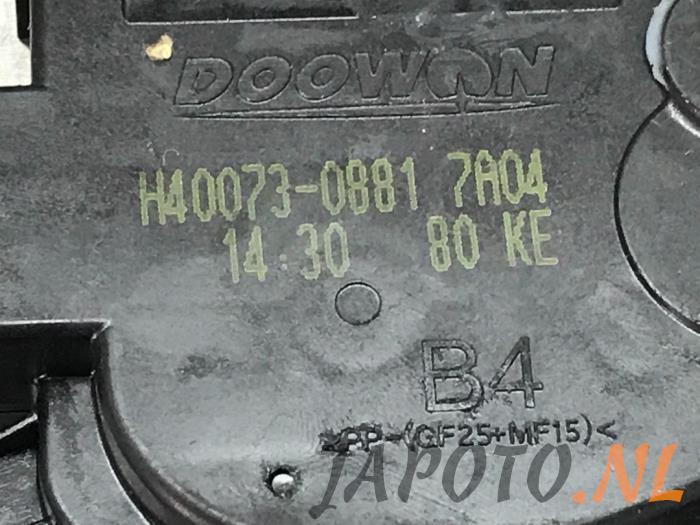 DOOWON
H40073-0881 7A04
14:30 80 KE
B4
>PP-(GF25+MF15)<
JAPOTO.NL